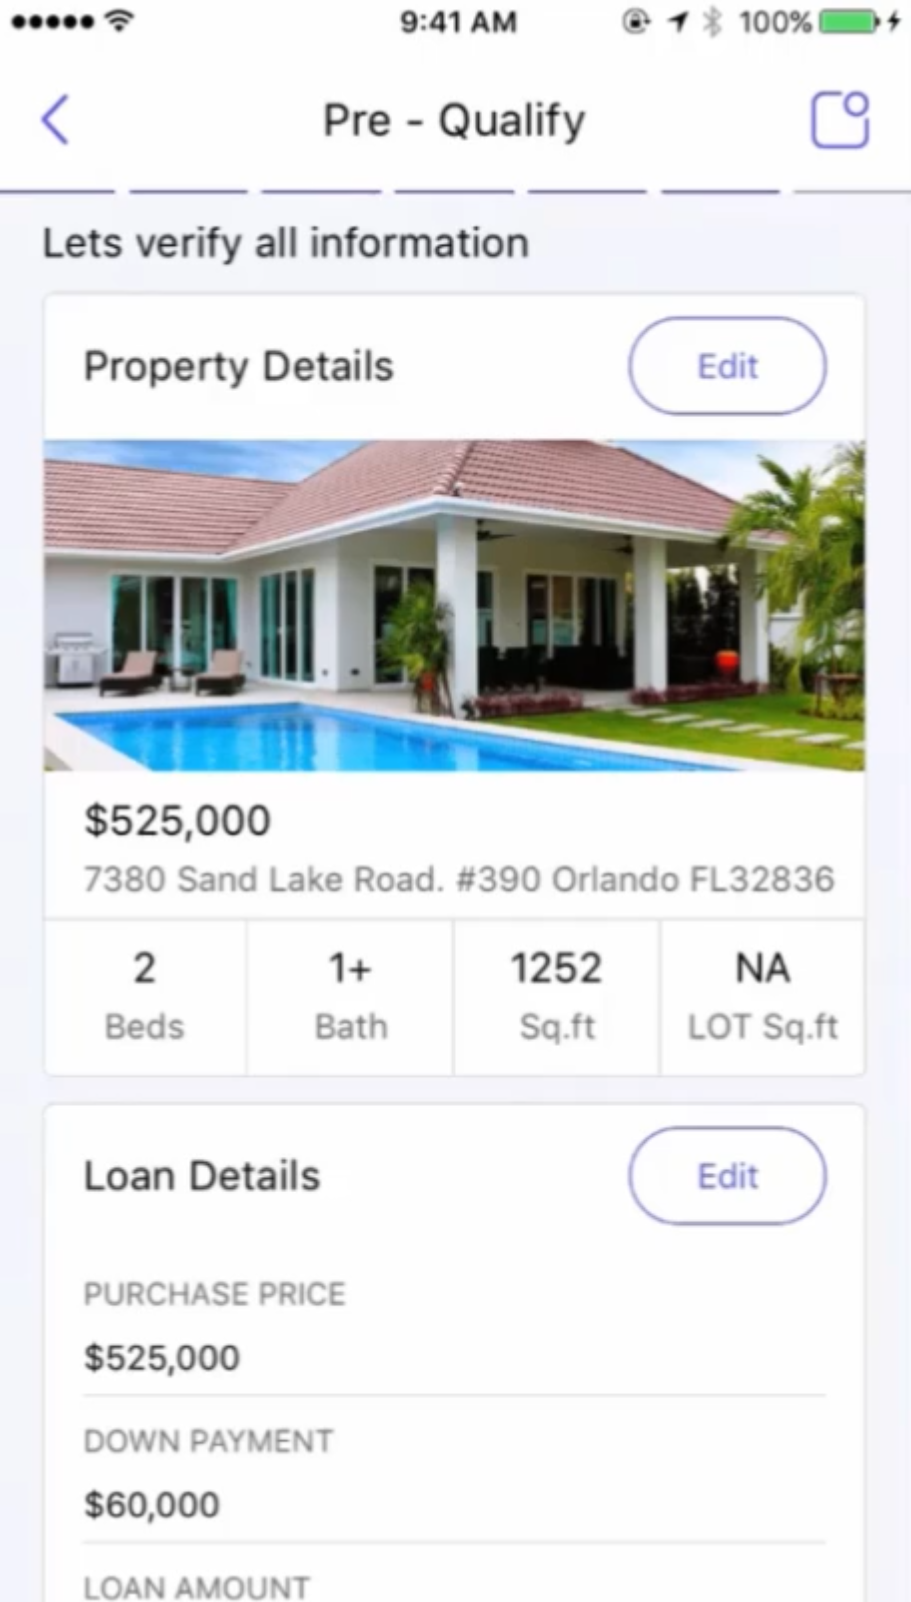 9:41 AM 100%
Pre - Qualify
Lets verify all information
Property Details Edit
$525,000
7380 Sand Lake Road. #390 Orlando FL32836
2 1+ 1252 NA
Beds Bath Sq.ft LOT Sq.ft
Loan Details Edit
PURCHASE PRICE
$525,000
DOWN PAYMENT
$60,000
LOAN AMOUNT